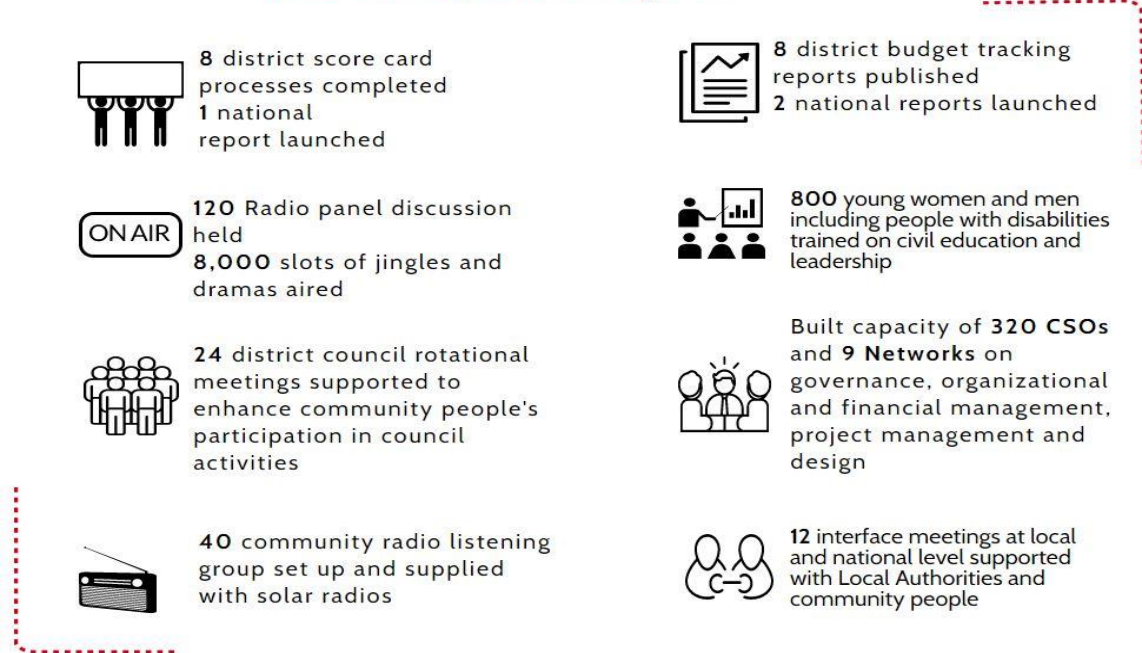 8 district score card
processes completed
1 national
report launched
8 district budget tracking
reports published
2 national reports launched
ON AIR
120 Radio panel discussion
held
8,000 slots of jingles and
dramas aired
800 young women and men
including people with disabilities
trained on civil education and
leadership
24 district council rotational
meetings supported to
enhance community people's
participation in council
activities
Built capacity of 320 CSOs
and 9 Networks on
governance, organizational
and financial management,
project management and
design
40 community radio listening
group set up and supplied
with solar radios
12 interface meetings at local
and national level supported
with Local Authorities and
community people